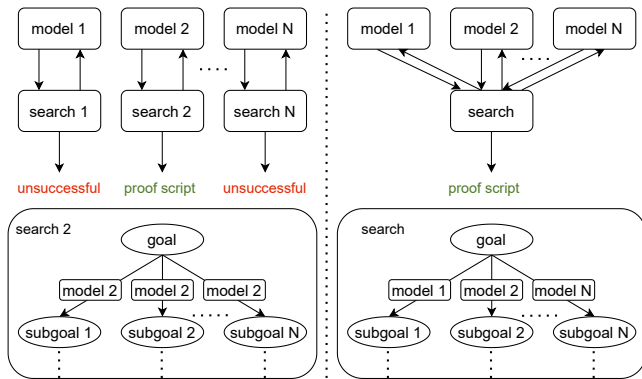 model 1
model 2
model N
search 1
search 2
search N
unsuccessful
proof script
unsuccessful
search 2
goal
model 2
model 2
model 2
subgoal 1
subgoal 2
subgoal N
model 1
model 2
model N
search
proof script
search
goal
model 1
model 2
model N
subgoal 1
subgoal 2
subgoal N